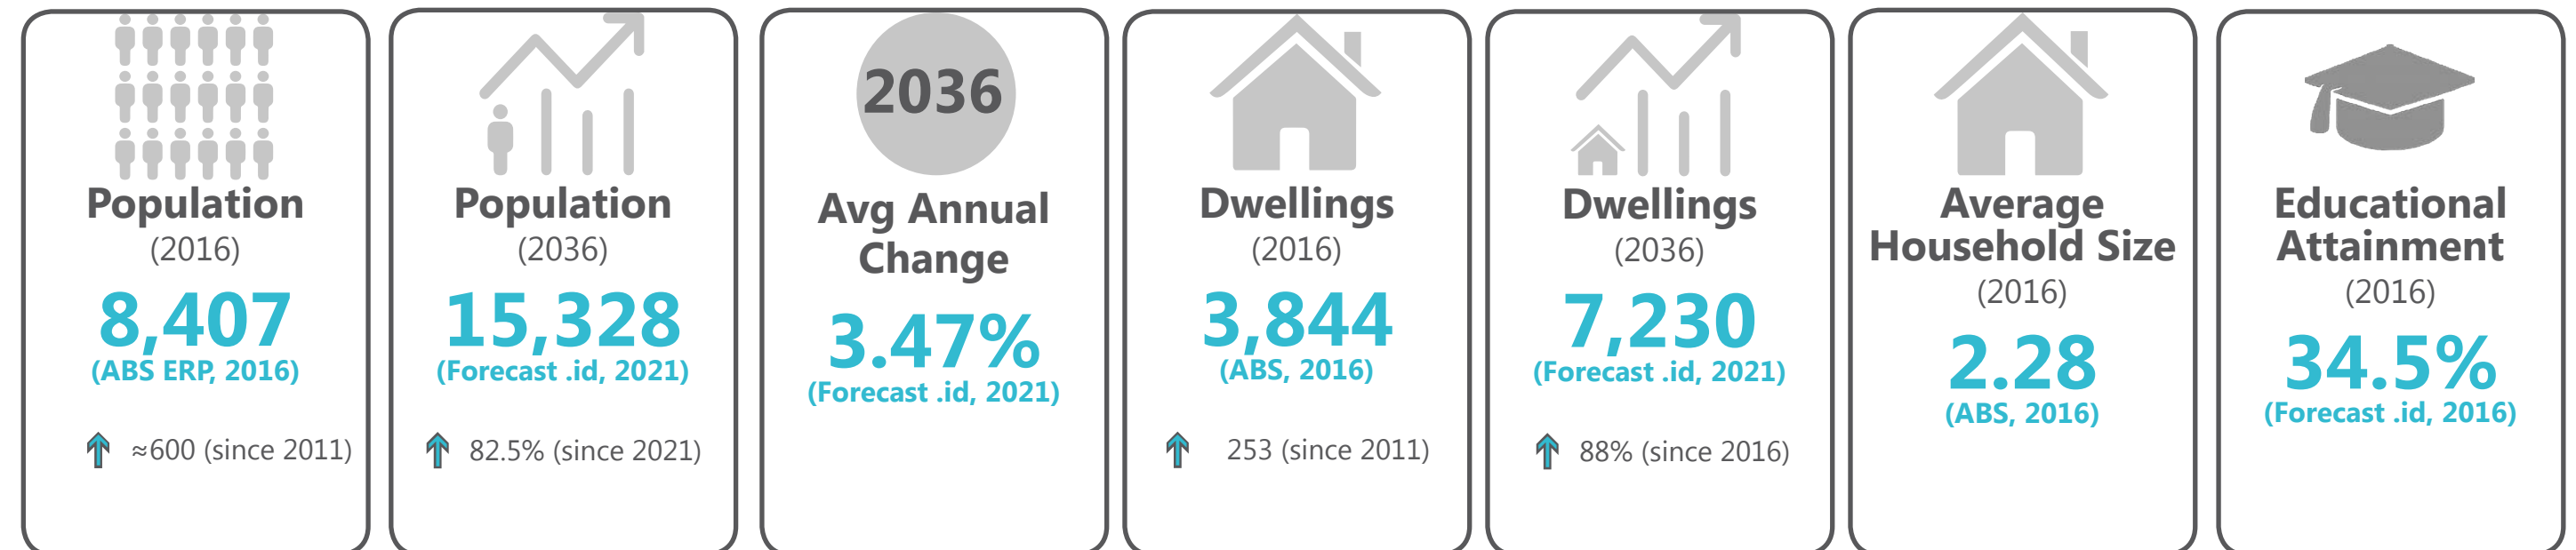 Population
(2016)
8,407
(ABS ERP, 2016)
≈600 (since 2011)
Population
(2036)
15,328
(Forecast .id, 2021)
82.5% (since 2021)
2036
Avg Annual
Change
3.47%
(Forecast .id, 2021)
Dwellings
(2016)
3,844
(ABS, 2016)
253 (since 2011)
Dwellings
(2036)
7,230
(Forecast .id, 2021)
88% (since 2016)
Average
Household Size
(2016)
2.28
(ABS, 2016)
Educational
Attainment
(2016)
34.5%
(Forecast .id, 2016)